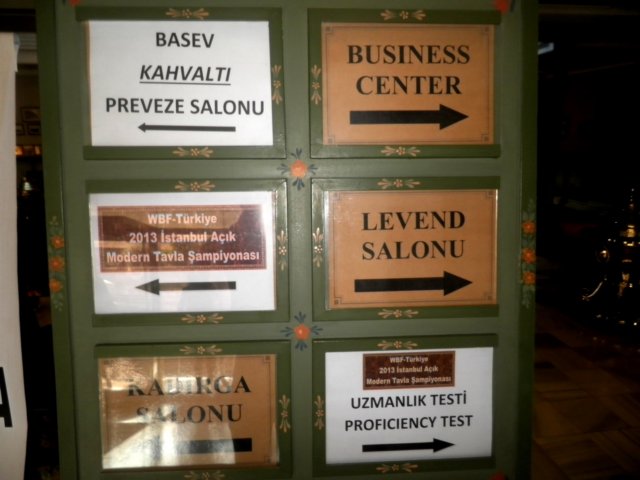 BASEV
KAHVALTI
PREVEZE SALONU
BUSINESS
CENTER
WBF-Türkiye
2013 İstanbul Açık
Modern Tavla Şampiyonası
LEVEND
SALONU
KADIRGA
SALONU
WBF-Türkiye
2013 İstanbul Açık
Modern Tavla Şampiyonası
UZMANLIK TESTİ
PROFICIENCY TEST